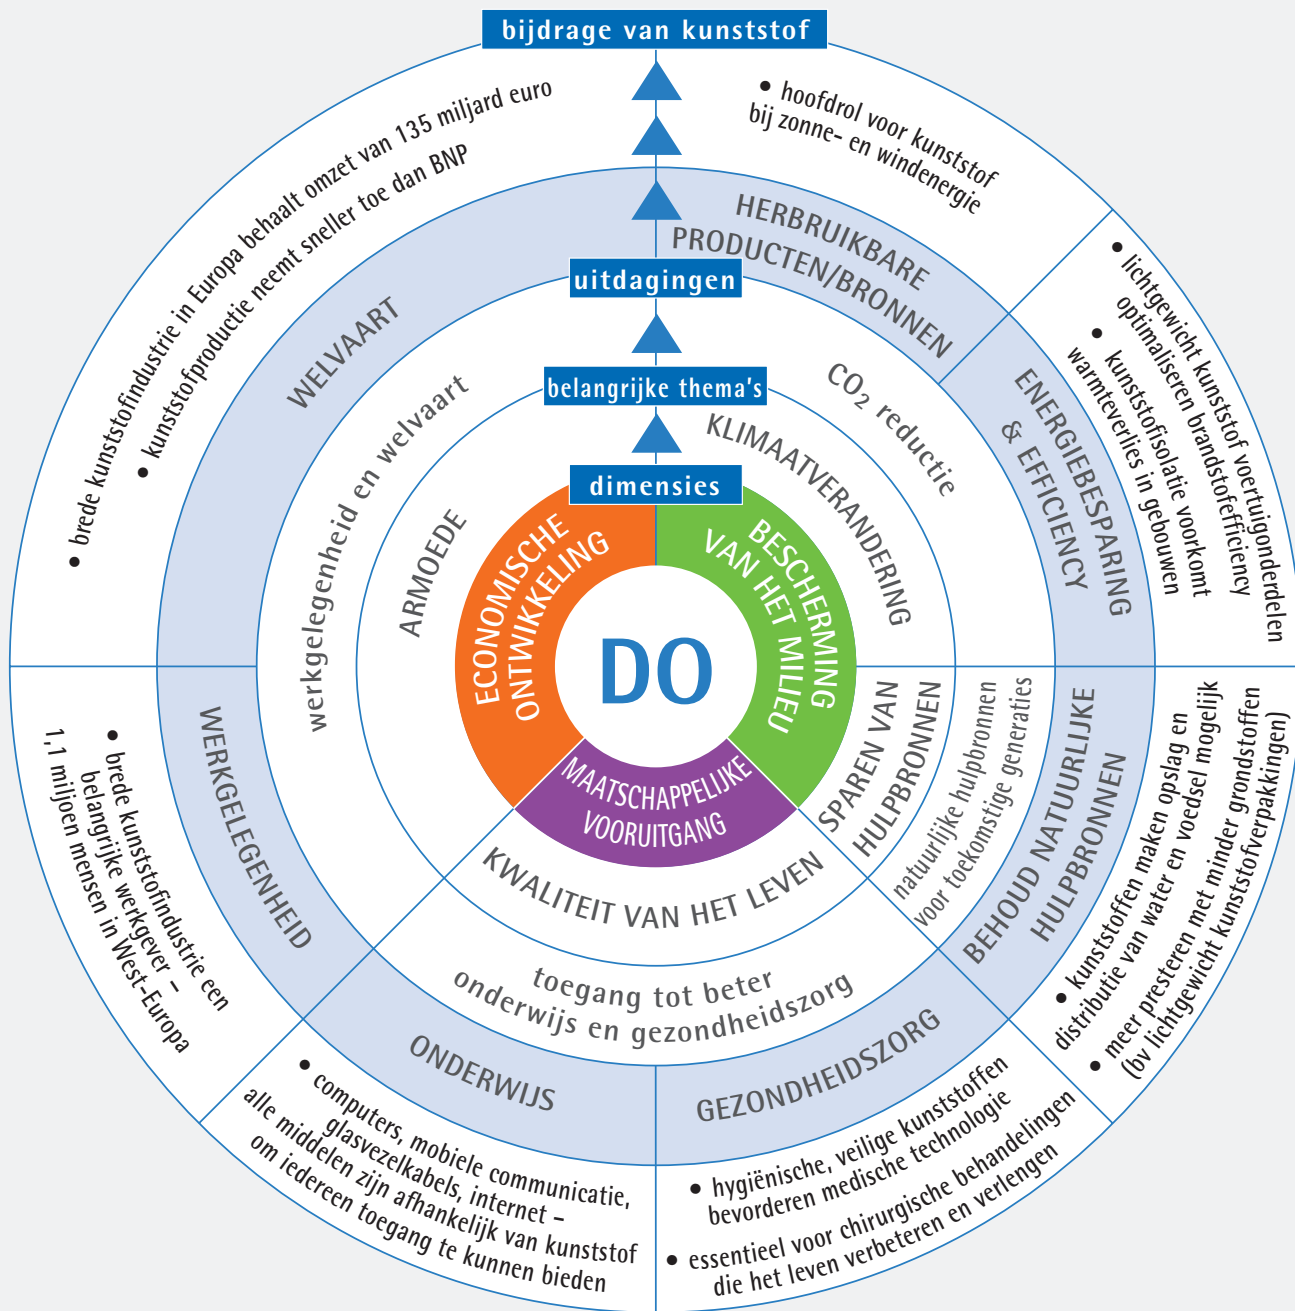 bijdrage van kunststof
• brede kunststofindustrie in Europa behaalt omzet van 135 miljard euro
• kunststofproductie neemt sneller toe dan BNP
• hoofdrol voor kunststof
bij zonne- en windenergie
• lichtgewicht kunststof voertuigonderdelen
optimaliseren brandstofefficiency
• kunststofisolatie voorkomt
warmteverlies in gebouwen
WELVAART
HERBRUIKBARE
PRODUCTEN/BRONNEN
ENERGIEBESPARING
& EFFICIENCY
uitdagingen
werkgelegenheid en welvaart
CO₂ reductie
belangrijke thema's
ARMOEDE
KLIMAATVERANDERING
dimensies
ECONOMISCHE
ONTWIKKELING
BESCHERMING
VAN HET MILIEU
DO
MAATSCHAPPELIJKE
VOORUITGANG
SPAREN VAN
HULPBRONNEN
natuurlijke hulpbronnen
voor toekomstige generaties
BEHOUD NATUURLIJKE
HULPBRONNEN
• kunststoffen maken opslag en
distributie van water en voedsel mogelijk
• meer presteren met minder grondstoffen
(bv lichtgewicht kunststofverpakkingen)
KWALITEIT VAN HET LEVEN
toegang tot beter
onderwijs en gezondheidszorg
WERKGELEGENHEID
• brede kunststofindustrie een
belangrijke werkgever –
1,1 miljoen mensen in West-Europa
ONDERWIJS
• computers, mobiele communicatie,
glasvezelkabels, internet –
alle middelen zijn afhankelijk van kunststof
om iedereen toegang te kunnen bieden
GEZONDHEIDSZORG
• hygiënische, veilige kunststoffen
bevorderen medische technologie
• essentieel voor chirurgische behandelingen
die het leven verbeteren en verlengen